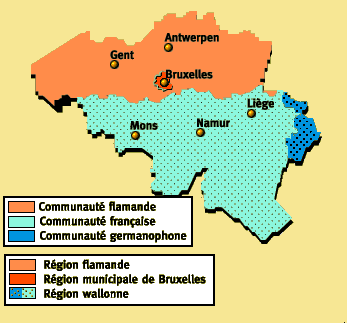 Antwerpen
Gent
Bruxelles
Liège
Mons
Namur
Communauté flamande
Communauté française
Communauté germanophone
Région flamande
Région municipale de Bruxelles
Région wallonne